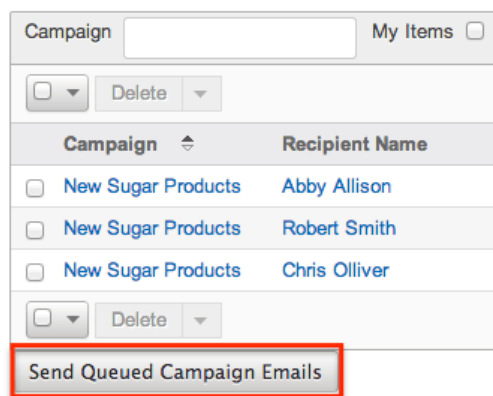 Campaign My Items
Delete
Campaign Recipient Name
New Sugar Products Abby Allison
New Sugar Products Robert Smith
New Sugar Products Chris Olliver
Delete
Send Queued Campaign Emails